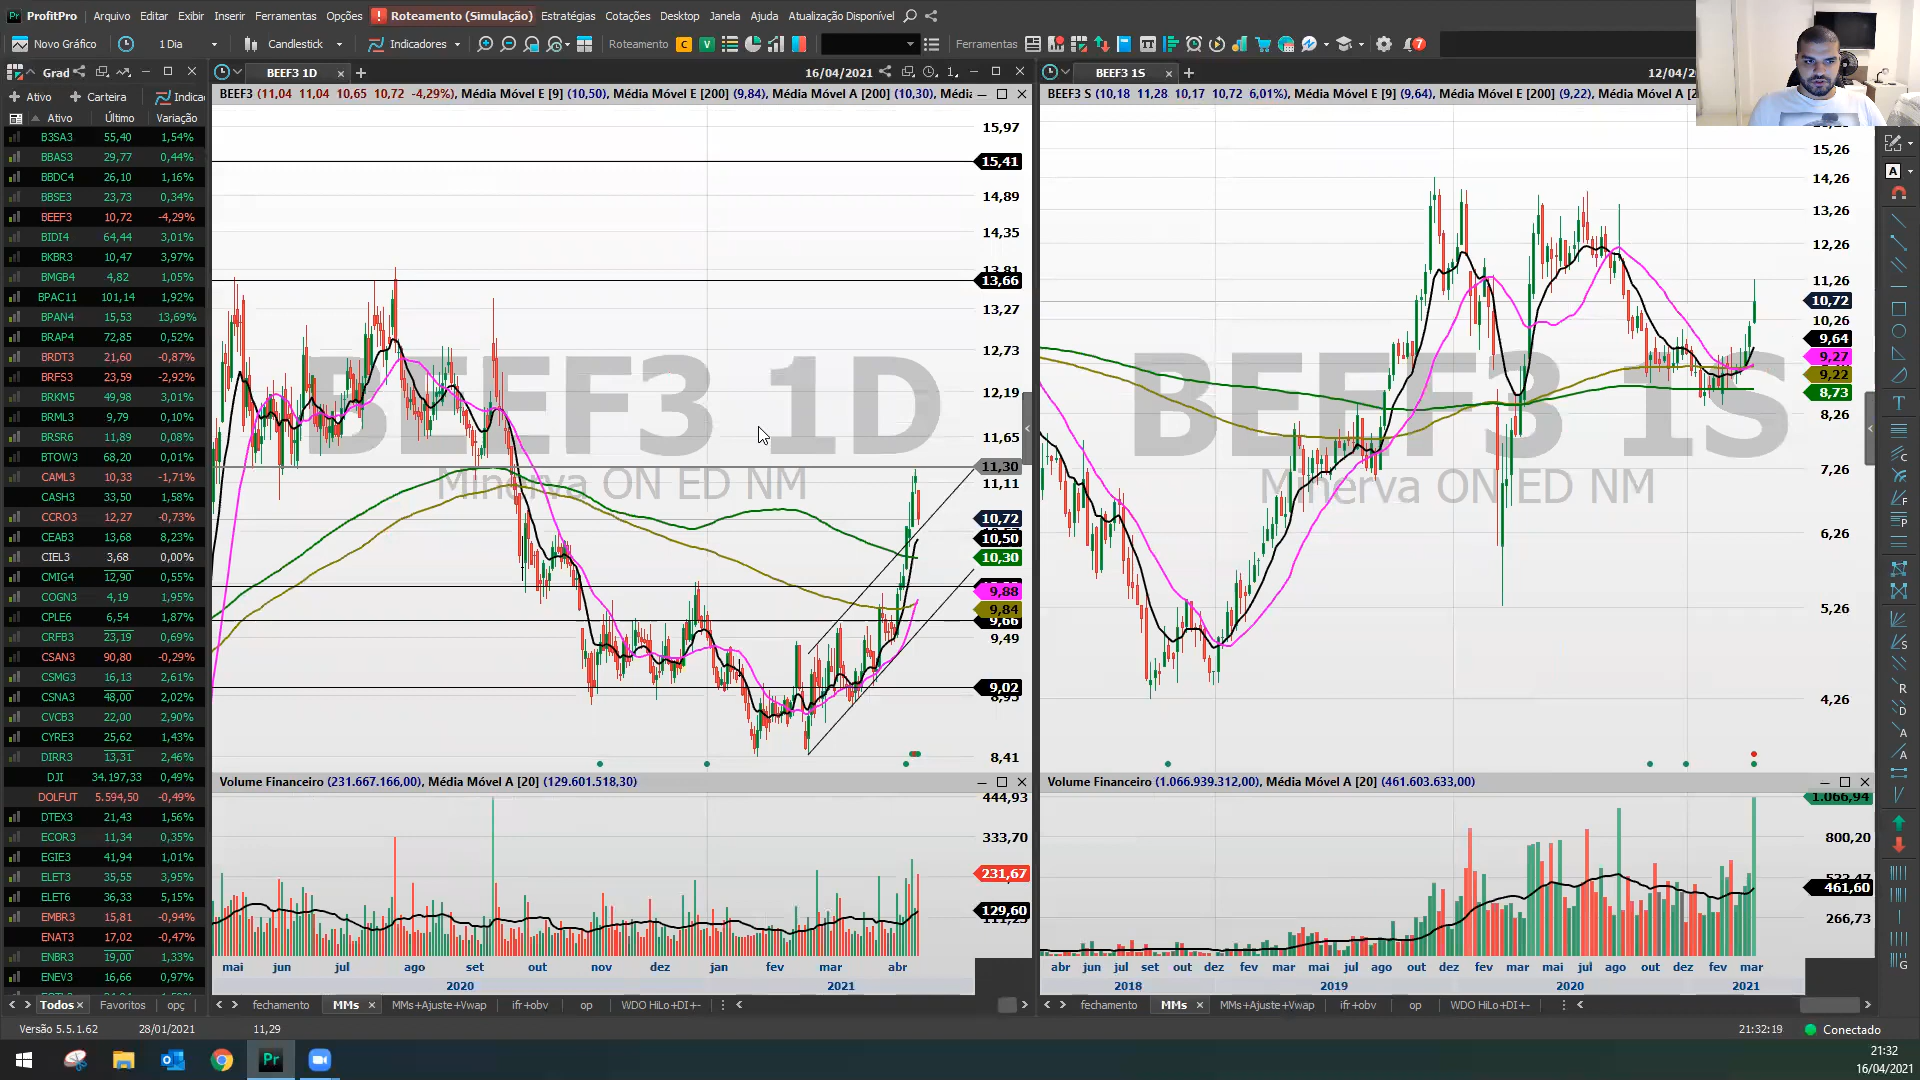 ProfitPro Arquivo Editar Exibir Inserir Ferramentas Opções Roteamento (Simulação) Estratégias Cotações Desktop Janela Ajuda Atualização Disponível
Novo Gráfico 1 Dia Candlestick Indicadores Roteamento C V Ferramentas 7
Grad BEEF3 1D 16/04/2021 1 BEEF3 1S 12/04/2
Ativo Carteira Indica
BEEF3 (11,04 11,04 10,65 10,72 -4,29%), Média Móvel E [9] (10,50), Média Móvel E [200] (9,84), Média Móvel A [200] (10,30), Média
BEEF3 S (10,18 11,28 10,17 10,72 6,01%), Média Móvel E [9] (9,64), Média Móvel E [200] (9,22), Média Móvel A [2
Ativo Último Variação
B3SA3 55,40 1,54%
BBAS3 29,77 0,44%
BBDC4 26,10 1,16%
BBSE3 23,73 0,34%
BEEF3 10,72 -4,29%
BIDI4 64,44 3,01%
BKBR3 10,47 3,97%
BMGB4 4,82 1,05%
BPAC11 101,14 1,92%
BPAN4 15,53 13,69%
BRAP4 72,85 0,52%
BRDT3 21,60 -0,87%
BRFS3 23,59 -2,92%
BRKM5 49,98 3,01%
BRML3 9,79 0,10%
BRSR6 11,89 0,08%
BTOW3 68,20 0,01%
CAML3 10,33 -1,71%
CASH3 33,50 1,58%
CCRO3 12,27 -0,73%
CEAB3 13,68 8,23%
CIEL3 3,68 0,00%
CMIG4 12,90 0,55%
COGN3 4,19 1,95%
CPLE6 6,54 1,87%
CRFB3 23,19 0,69%
CSAN3 90,80 -0,29%
CSMG3 16,13 2,61%
CSNA3 48,00 2,02%
CVCB3 22,00 2,90%
CYRE3 25,62 1,43%
DIRR3 13,31 2,46%
DJI 34.197,33 0,49%
DOLFUT 5.594,50 -0,49%
DTEX3 21,43 1,56%
ECOR3 11,34 0,35%
EGIE3 41,94 1,01%
ELET3 35,55 3,95%
ELET6 36,33 5,15%
EMBR3 15,81 -0,94%
ENAT3 17,02 -0,47%
ENBR3 19,00 1,33%
ENEV3 16,66 0,97%
Todos Favoritos opç
BEEF3 1D
Minerva ON ED NM
15,97
15,41
14,89
14,35
13,81
13,66
13,27
12,73
12,19
11,65
11,30
11,11
10,72
10,50
10,30
9,88
9,84
9,66
9,49
9,02
8,95
8,41
Volume Financeiro (231.667.166,00), Média Móvel A [20] (129.601.518,30)
444,93
333,70
231,67
129,60
mai jun jul ago set out nov dez jan fev mar abr
2020 2021
fechamento MMs MMs+Ajuste+Vwap ifr+obv op WDO HiLo+DI+-
BEEF3 1S
Minerva ON ED NM
15,26
14,26
13,26
12,26
11,26
10,72
10,26
9,64
9,27
9,22
8,73
8,26
7,26
6,26
5,26
4,26
Volume Financeiro (1.066.939.312,00), Média Móvel A [20] (461.603.633,00)
1.066,94
800,20
461,60
266,73
abr jun jul set out dez fev mar mai jul ago out dez mar mai jul ago out dez fev mar
2018 2019 2020 2021
fechamento MMs MMs+Ajuste+Vwap ifr+obv op WDO HiLo+DI+-
Versão 5.5.1.62 28/01/2021 11,29 21:32:19 Conectado
Pr 21:32
16/04/2021